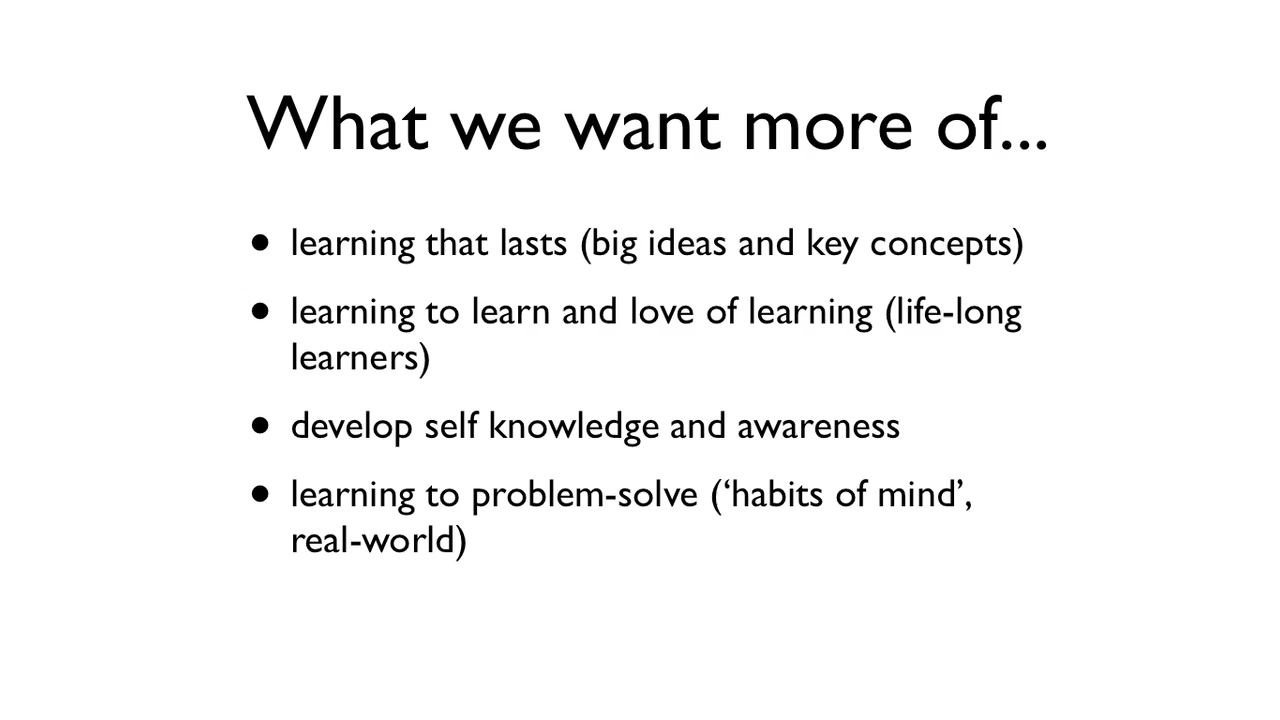 What we want more of...
• learning that lasts (big ideas and key concepts)
• learning to learn and love of learning (life-long
learners)
• develop self knowledge and awareness
• learning to problem-solve (‘habits of mind’,
real-world)